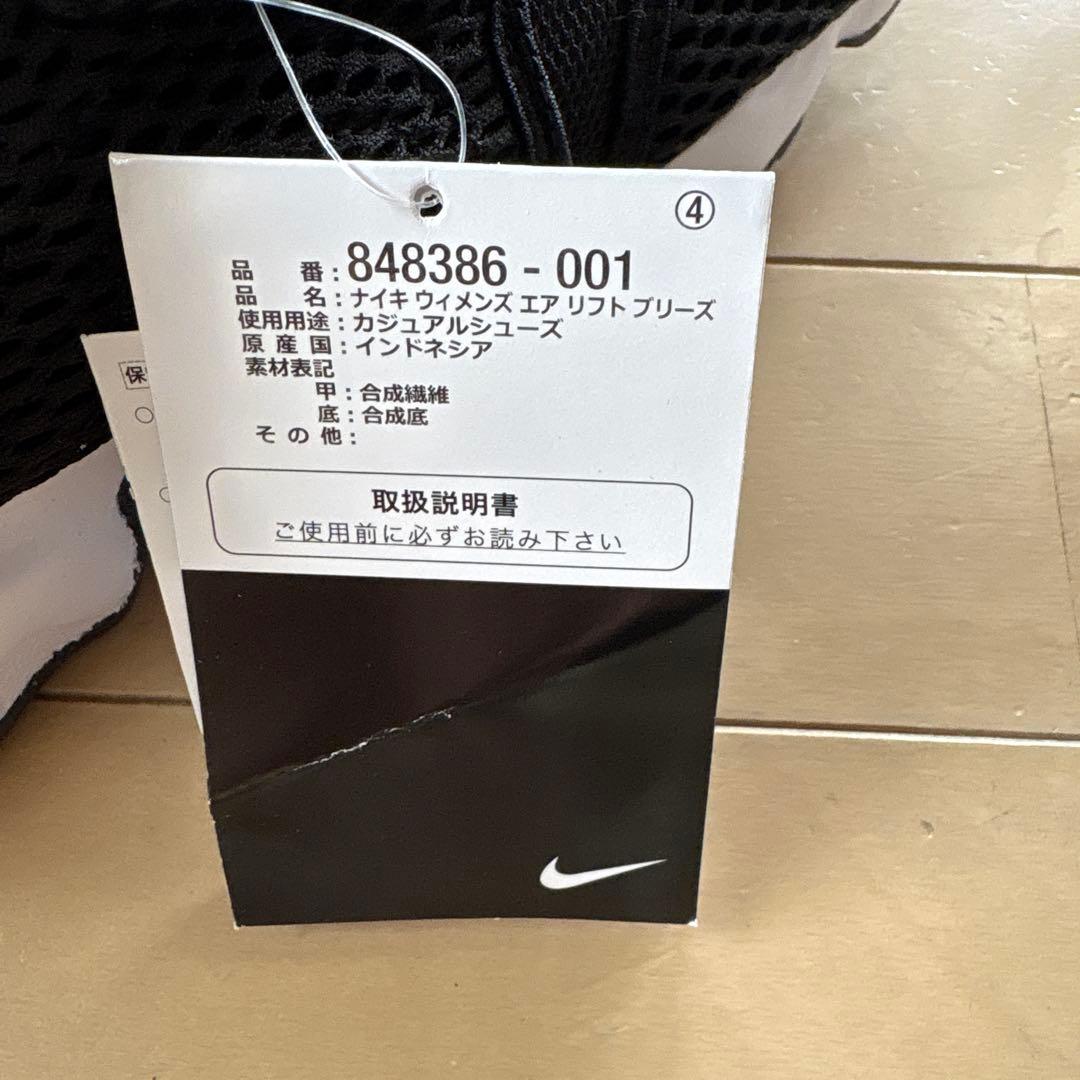 ④
品 番：848386 - 001
品 名：ナイキ ウィメンズ エア リフト ブリーズ
使用用途：カジュアルシューズ
原 産 国：インドネシア
素材表記
甲：合成繊維
底：合成底
そ の 他：
取扱説明書
ご使用前に必ずお読み下さい
保